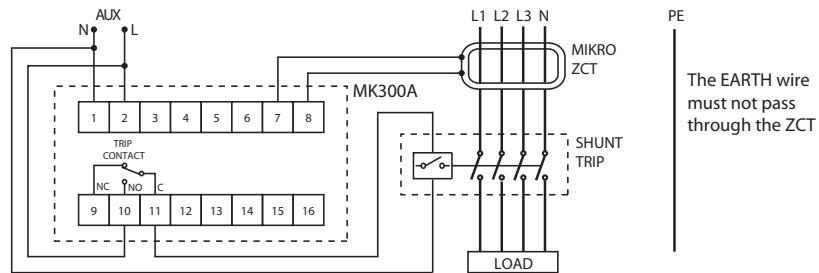 AUX
N L
L1 L2 L3 N
PE
MIKRO
ZCT
MK300A
The EARTH wire
must not pass
through the ZCT
1 2 3 4 5 6 7 8
TRIP
CONTACT
NC NO C
SHUNT
TRIP
9 10 11 12 13 14 15 16
LOAD